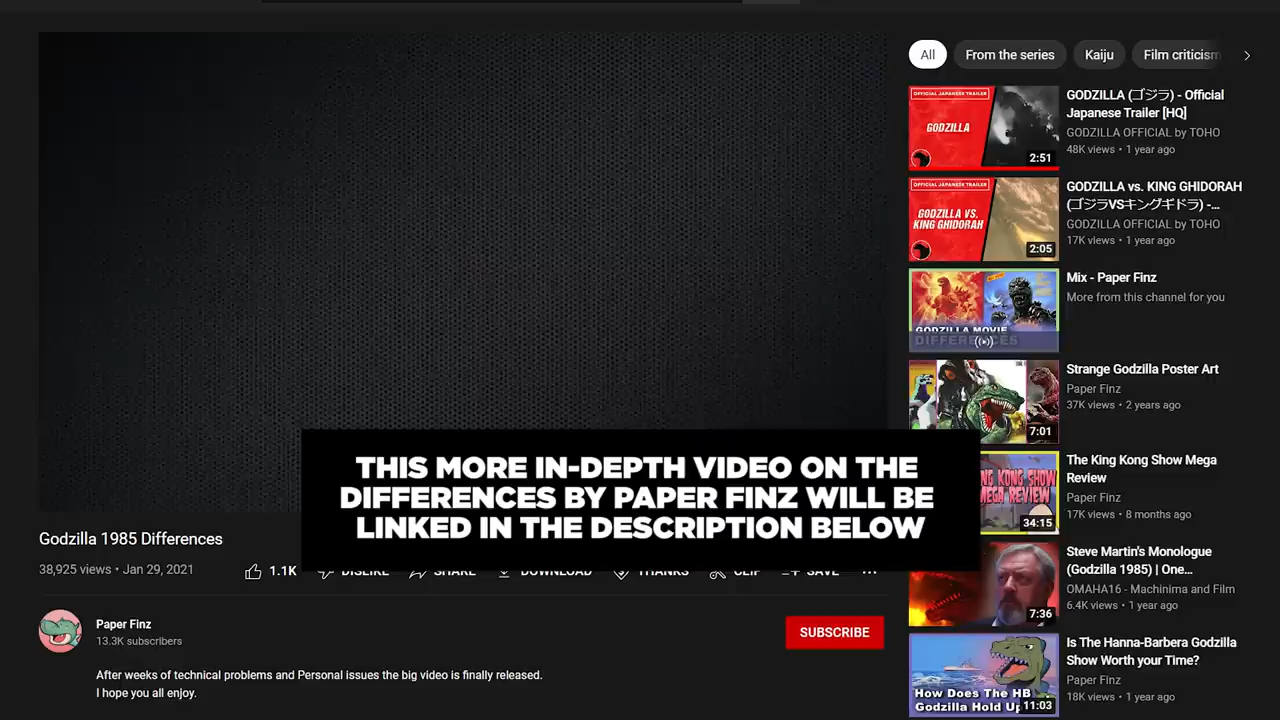 All
From the series
Kaiju
Film criticism
OFFICIAL JAPANESE TRAILER
GODZILLA
2:51
GODZILLA (ゴジラ) - Official
Japanese Trailer [HQ]
GODZILLA OFFICIAL by TOHO
48K views • 1 year ago
OFFICIAL JAPANESE TRAILER
GODZILLA VS.
KING GHIDORAH
2:05
GODZILLA vs. KING GHIDORAH
(ゴジラVSキングギドラ) -...
GODZILLA OFFICIAL by TOHO
17K views • 1 year ago
GODZILLA MOVIE
DIFFERENCES
Mix - Paper Finz
More from this channel for you
7:01
Strange Godzilla Poster Art
Paper Finz
37K views • 2 years ago
KONG SHOW
MEGA REVIEW
34:15
The King Kong Show Mega
Review
Paper Finz
17K views • 8 months ago
7:36
Steve Martin's Monologue
(Godzilla 1985) | One...
OMAHA16 - Machinima and Film
6.4K views • 1 year ago
How Does The HB
Godzilla Hold Up
11:03
Is The Hanna-Barbera Godzilla
Show Worth your Time?
Paper Finz
18K views • 1 year ago
THIS MORE IN-DEPTH VIDEO ON THE
DIFFERENCES BY PAPER FINZ WILL BE
LINKED IN THE DESCRIPTION BELOW
Godzilla 1985 Differences
38,925 views • Jan 29, 2021
1.1K
DISLIKE
SHARE
DOWNLOAD
THANKS
CLIP
SAVE
...
Paper Finz
13.3K subscribers
SUBSCRIBE
After weeks of technical problems and Personal issues the big video is finally released.
I hope you all enjoy.